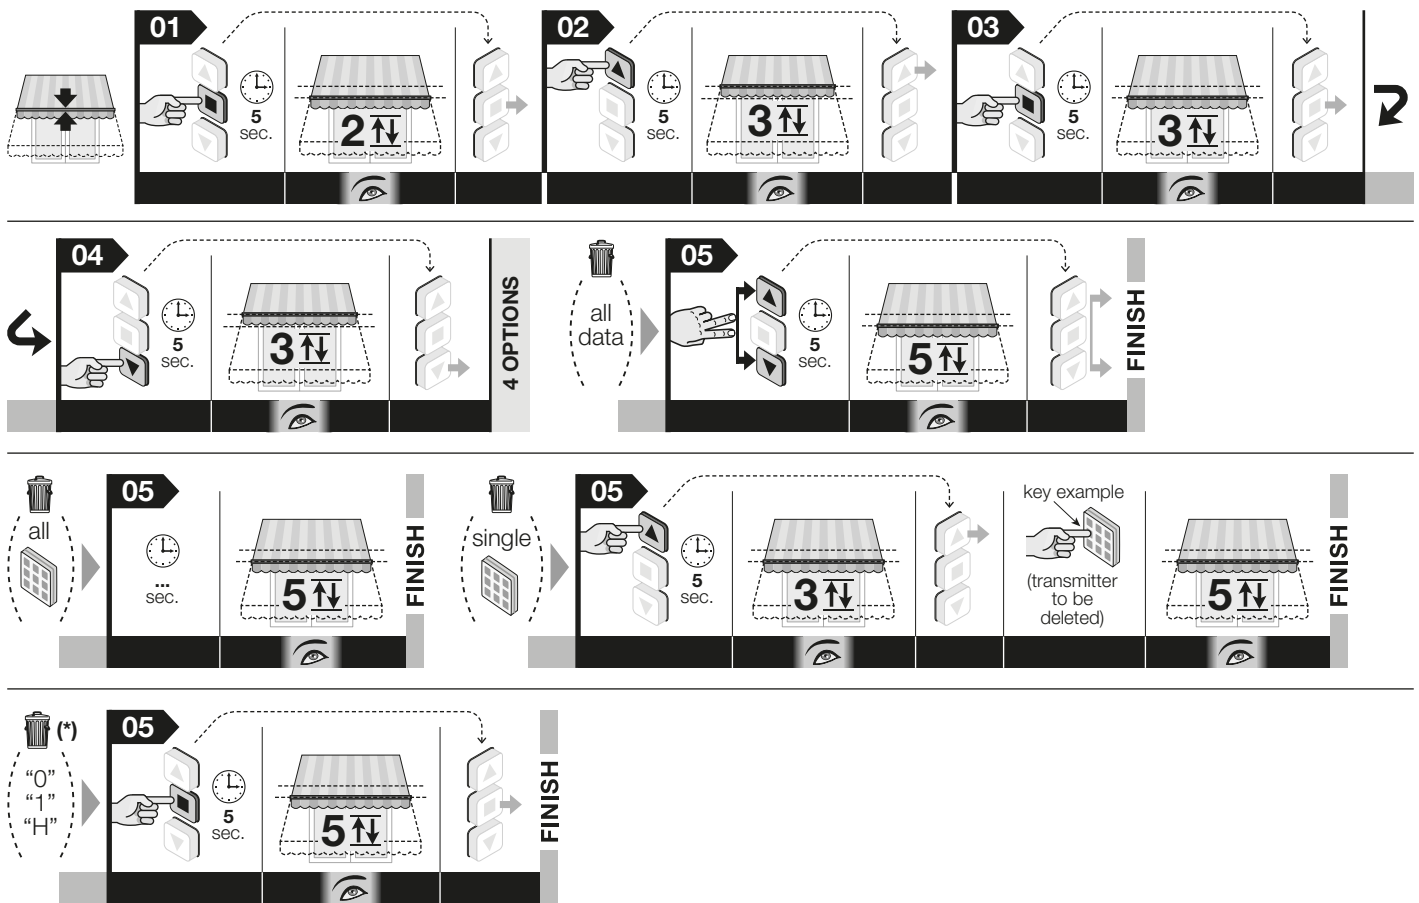 01
5
sec.
2
02
5
sec.
3
03
5
sec.
3
04
5
sec.
3
4 OPTIONS
all
data
05
5
sec.
5
FINISH
all
05
...
sec.
5
FINISH
single
05
5
sec.
3
key example
(transmitter
to be
deleted)
5
FINISH
(*)
“0”
“1”
“H”
05
5
sec.
5
FINISH